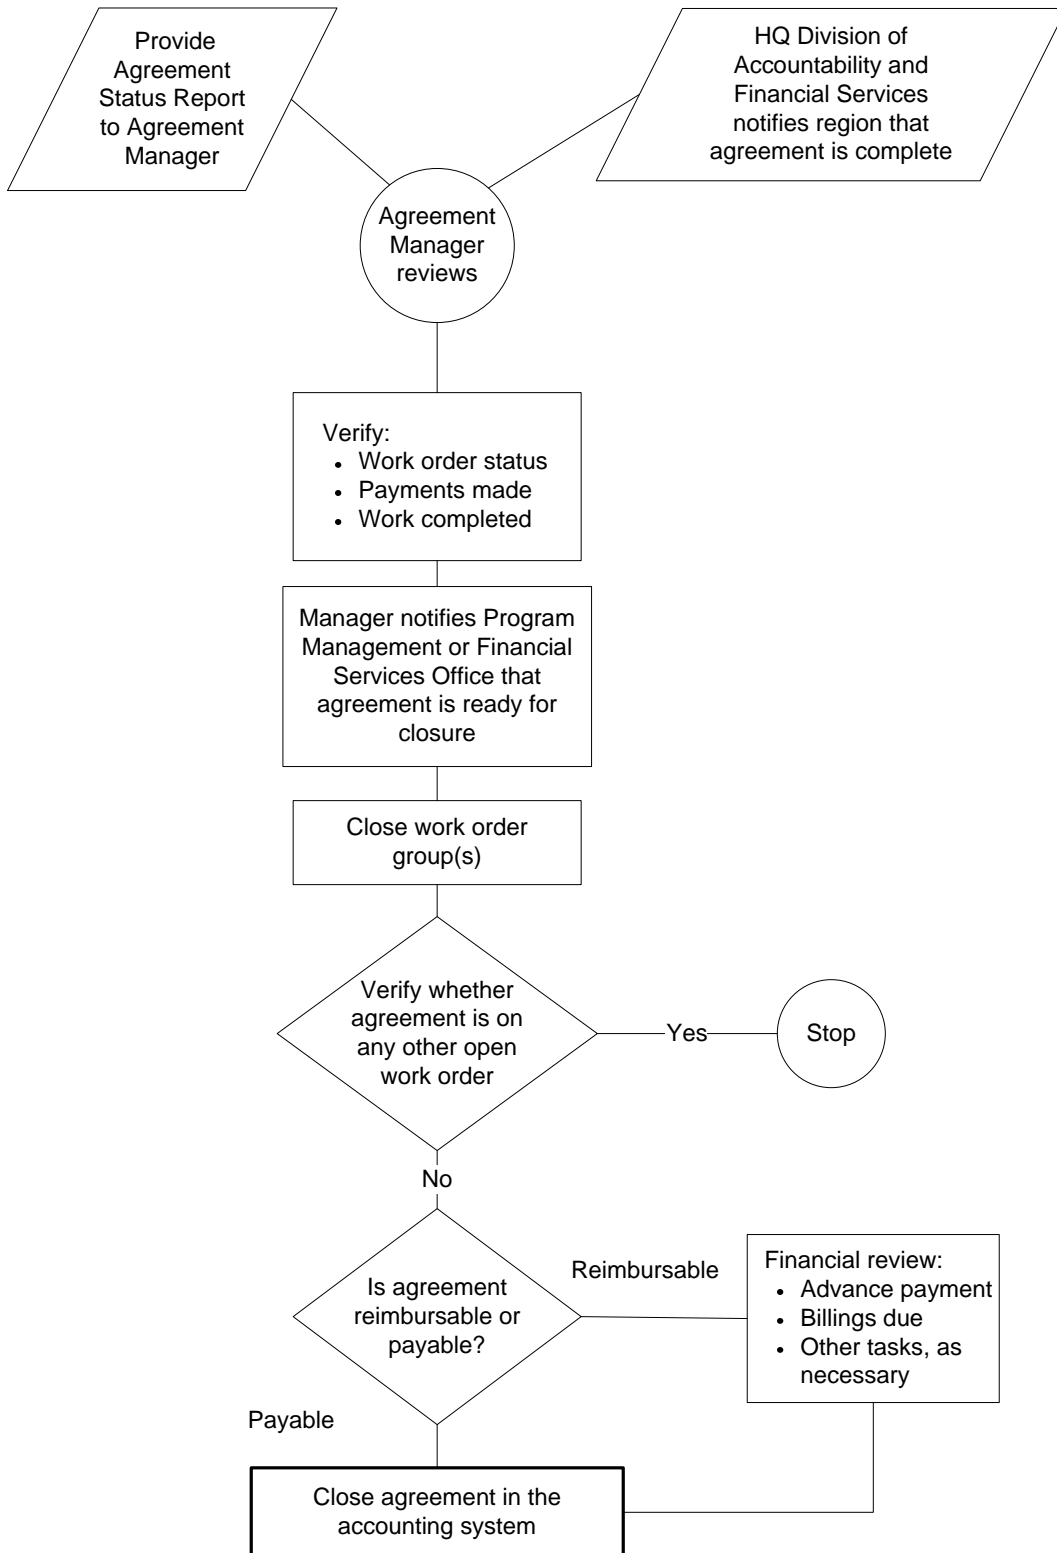 Provide
Agreement
Status Report
to Agreement
Manager
HQ Division of
Accountability and
Financial Services
notifies region that
agreement is complete
Agreement
Manager
reviews
Verify:
• Work order status
• Payments made
• Work completed
Manager notifies Program
Management or Financial
Services Office that
agreement is ready for
closure
Close work order
group(s)
Verify whether
agreement is on
any other open
work order
Yes
Stop
No
Is agreement
reimbursable or
payable?
Reimbursable
Financial review:
• Advance payment
• Billings due
• Other tasks, as
necessary
Payable
Close agreement in the
accounting system